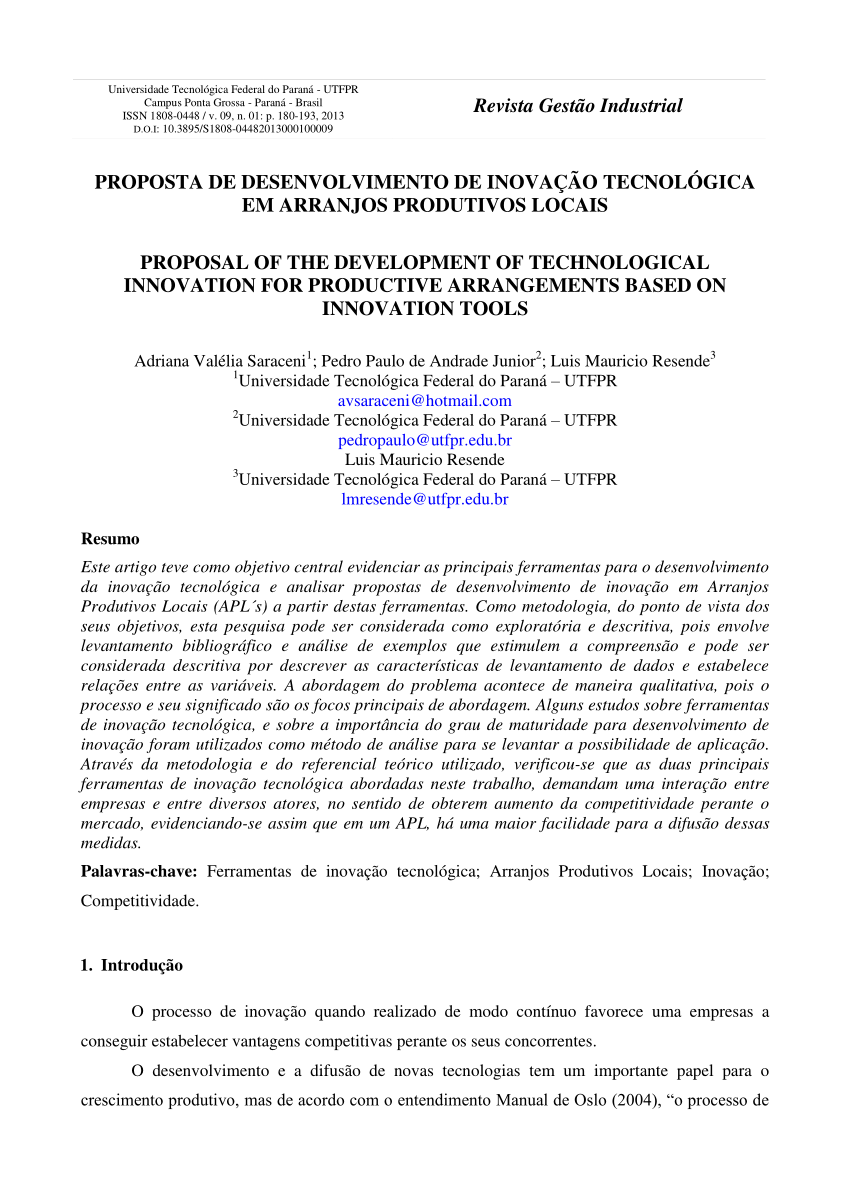 Universidade Tecnológica Federal do Paraná - UTFPR
Campus Ponta Grossa - Paraná - Brasil
ISSN 1808-0448 / v. 09, n. 01: p. 180-193, 2013
D.O.I: 10.3895/S1808-04482013000100009
Revista Gestão Industrial
PROPOSTA DE DESENVOLVIMENTO DE INOVAÇÃO TECNOLÓGICA
EM ARRANJOS PRODUTIVOS LOCAIS
PROPOSAL OF THE DEVELOPMENT OF TECHNOLOGICAL
INNOVATION FOR PRODUCTIVE ARRANGEMENTS BASED ON
INNOVATION TOOLS
Adriana Valélia Saraceni¹; Pedro Paulo de Andrade Junior²; Luis Mauricio Resende³
¹Universidade Tecnológica Federal do Paraná – UTFPR
avsaraceni@hotmail.com
²Universidade Tecnológica Federal do Paraná – UTFPR
pedropaulo@utfpr.edu.br
Luis Mauricio Resende
³Universidade Tecnológica Federal do Paraná – UTFPR
lmresende@utfpr.edu.br
Resumo
Este artigo teve como objetivo central evidenciar as principais ferramentas para o desenvolvimento
da inovação tecnológica e analisar propostas de desenvolvimento de inovação em Arranjos
Produtivos Locais (APL´s) a partir destas ferramentas. Como metodologia, do ponto de vista dos
seus objetivos, esta pesquisa pode ser considerada como exploratória e descritiva, pois envolve
levantamento bibliográfico e análise de exemplos que estimulem a compreensão e pode ser
considerada descritiva por descrever as características de levantamento de dados e estabelece
relações entre as variáveis. A abordagem do problema acontece de maneira qualitativa, pois o
processo e seu significado são os focos principais de abordagem. Alguns estudos sobre ferramentas
de inovação tecnológica, e sobre a importância do grau de maturidade para desenvolvimento de
inovação foram utilizados como método de análise para se levantar a possibilidade de aplicação.
Através da metodologia e do referencial teórico utilizado, verificou-se que as duas principais
ferramentas de inovação tecnológica abordadas neste trabalho, demandam uma interação entre
empresas e entre diversos atores, no sentido de obterem aumento da competitividade perante o
mercado, evidenciando-se assim que em um APL, há uma maior facilidade para a difusão dessas
medidas.
Palavras-chave: Ferramentas de inovação tecnológica; Arranjos Produtivos Locais; Inovação;
Competitividade.
1. Introdução
O processo de inovação quando realizado de modo contínuo favorece uma empresas a
conseguir estabelecer vantagens competitivas perante os seus concorrentes.
O desenvolvimento e a difusão de novas tecnologias tem um importante papel para o
crescimento produtivo, mas de acordo com o entendimento Manual de Oslo (2004), “o processo de